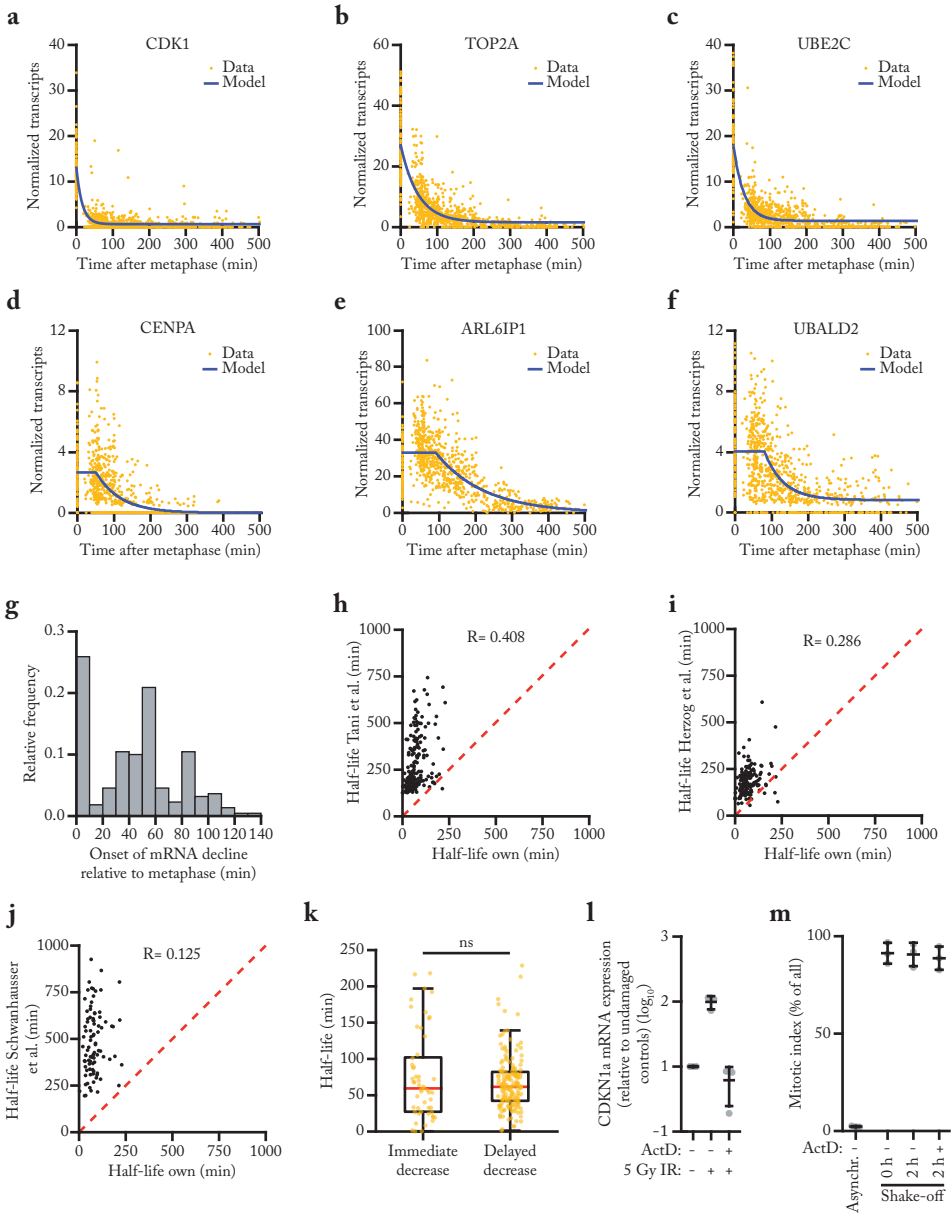 a
CDK1
40
30
20
10
0
0 100 200 300 400 500
Normalized transcripts
Time after metaphase (min)
Data
Model
b
TOP2A
60
40
20
0
0 100 200 300 400 500
Normalized transcripts
Time after metaphase (min)
Data
Model
c
UBE2C
40
30
20
10
0
0 100 200 300 400 500
Normalized transcripts
Time after metaphase (min)
Data
Model
d
CENPA
12
8
4
0
0 100 200 300 400 500
Normalized transcripts
Time after metaphase (min)
Data
Model
e
ARL6IP1
100
80
60
40
20
0
0 100 200 300 400 500
Normalized transcripts
Time after metaphase (min)
Data
Model
f
UBALD2
12
8
4
0
0 100 200 300 400 500
Normalized transcripts
Time after metaphase (min)
Data
Model
g
0.3
0.2
0.1
0.0
0 20 40 60 80 100 120 140
Relative frequency
Onset of mRNA decline
relative to metaphase (min)
h
R= 0.408
1000
750
500
250
0
0 250 500 750 1000
Half-life Tani et al. (min)
Half-life own (min)
i
R= 0.286
1000
750
500
250
0
0 250 500 750 1000
Half-life Herzog et al. (min)
Half-life own (min)
j
R= 0.125
1000
750
500
250
0
0 250 500 750 1000
Half-life Schwanhausser
et al. (min)
Half-life own (min)
k
ns
250
200
150
100
50
0
Half-life (min)
Immediate
decrease
Delayed
decrease
l
3
2
1
-1
CDKN1a mRNA expression
(relative to undamaged
controls) (log10)
ActD: - - +
5 Gy IR: - + +
m
100
50
0
Mitotic index (% of all)
ActD: - - - +
Asynchr.
0 h
2 h
2 h
Shake-off